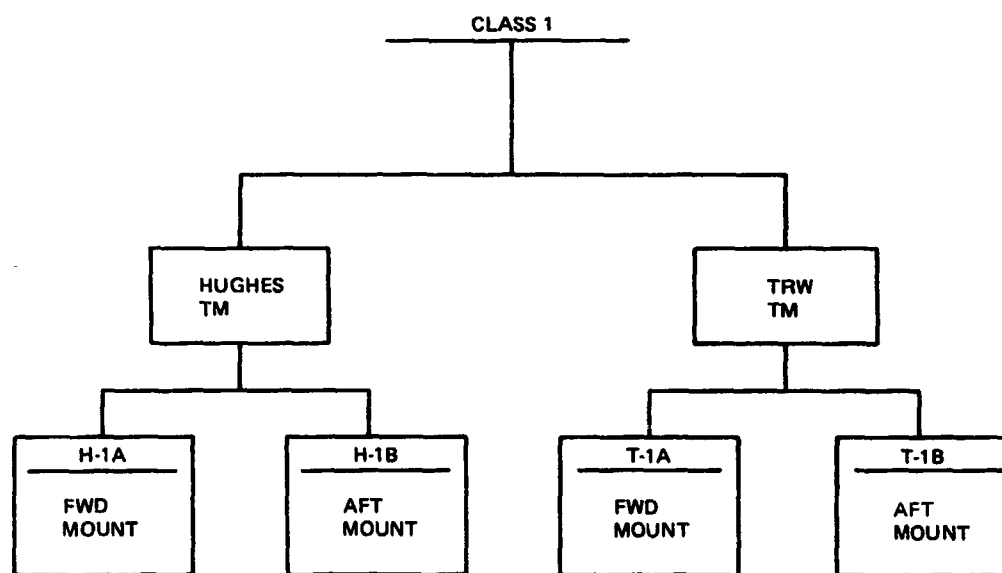 CLASS 1
HUGHES
TM
TRW
TM
H-1A
FWD
MOUNT
H-1B
AFT
MOUNT
T-1A
FWD
MOUNT
T-1B
AFT
MOUNT